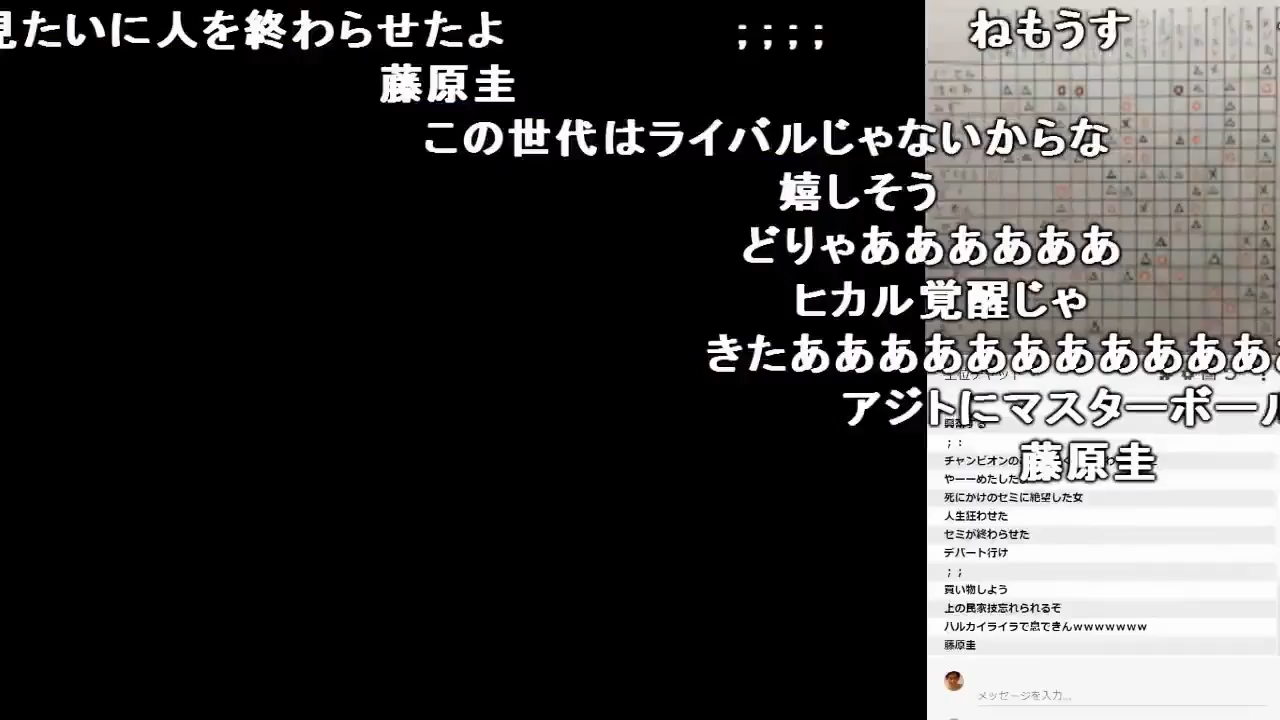 見たいに人を終わらせたよ
；；；；
ねもうす
藤原圭
この世代はライバルじゃないからな
嬉しそう
どりゃああああああ
ヒカル覚醒じゃ
きたああああああああああああ
アジトにマスターボール
藤原圭
；；
チャンピオンの
やーーめたした
死にかけのセミに絶望した女
人生狂わせた
セミが終わらせた
デパート行け
；；
買い物しよう
上の民家技忘れられるぞ
ハルカイライラで息できんwwwwwww
藤原圭
メッセージを入力...